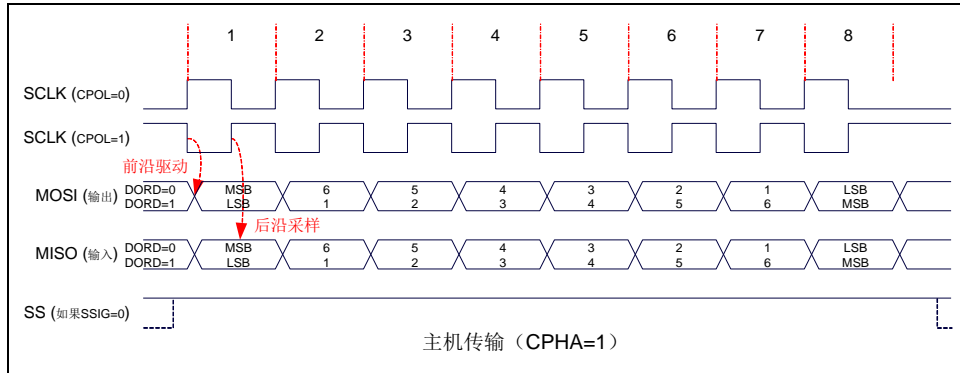 1 2 3 4 5 6 7 8
SCLK (CPOL=0)
SCLK (CPOL=1)
前沿驱动
MOSI (输出) DORD=0 MSB 6 5 4 3 2 1 LSB
DORD=1 LSB 1 2 3 4 5 6 MSB
后沿采样
MISO (输入) DORD=0 MSB 6 5 4 3 2 1 LSB
DORD=1 LSB 1 2 3 4 5 6 MSB
SS (如果SSIG=0)
主机传输（CPHA=1）